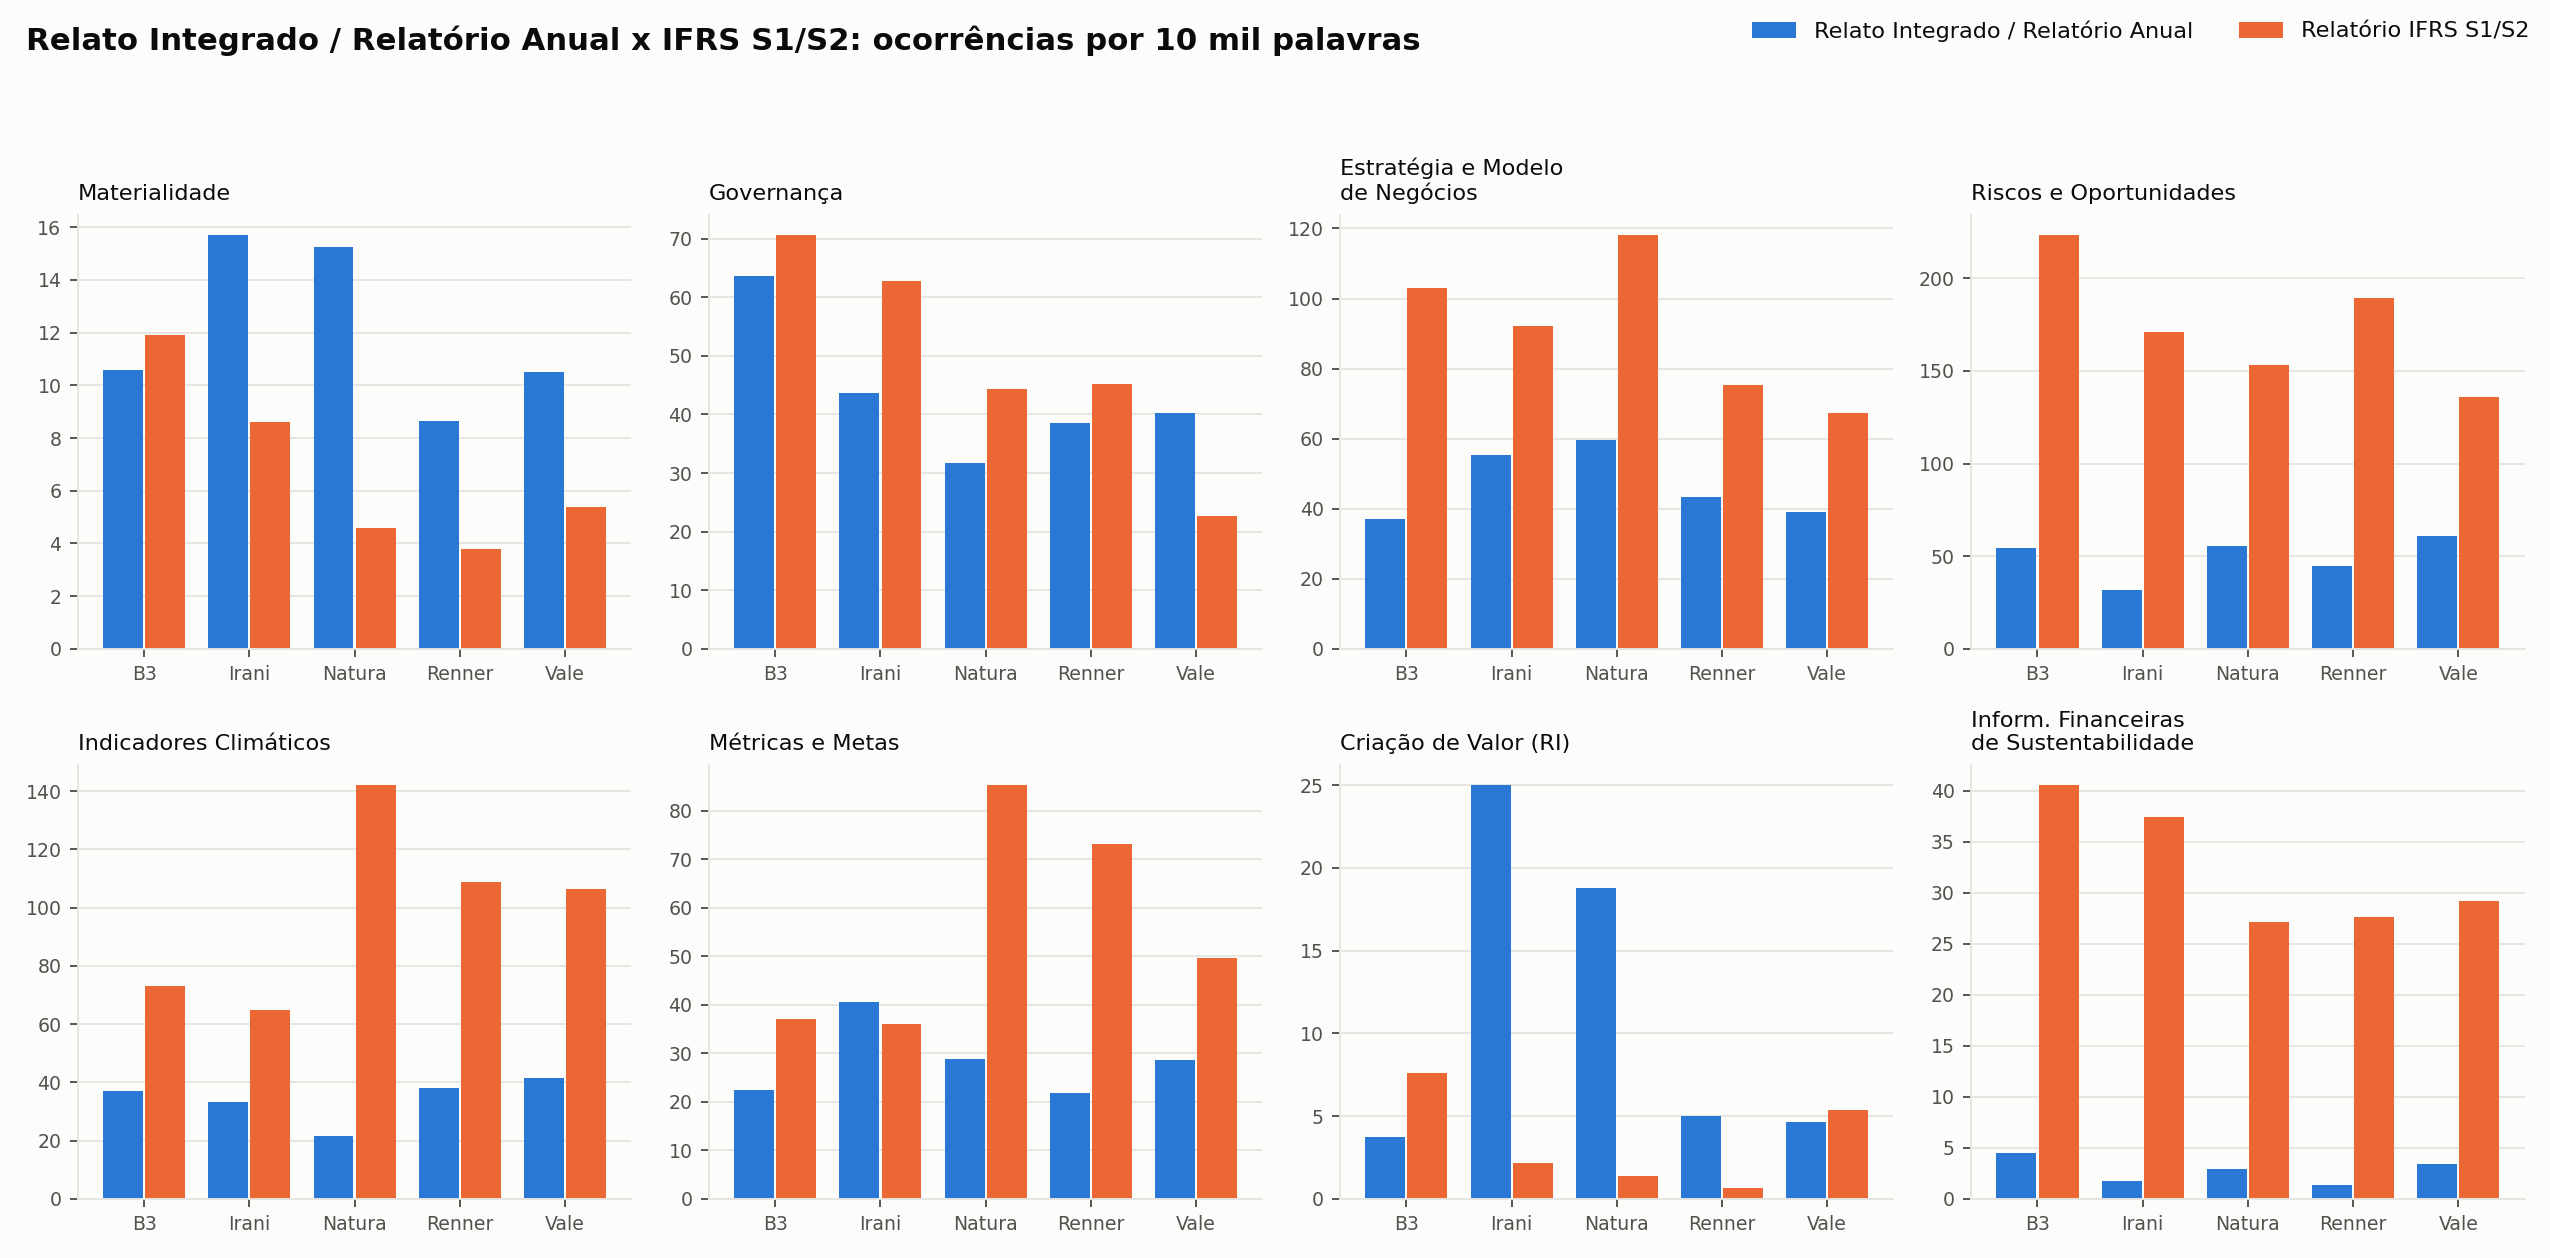 Relato Integrado / Relatório Anual x IFRS S1/S2: ocorrências por 10 mil palavras
Relato Integrado / Relatório Anual
Relatório IFRS S1/S2
Materialidade
16
14
12
10
8
6
4
2
0
B3 Irani Natura Renner Vale
Governança
70
60
50
40
30
20
10
0
B3 Irani Natura Renner Vale
Estratégia e Modelo
de Negócios
120
100
80
60
40
20
0
B3 Irani Natura Renner Vale
Riscos e Oportunidades
200
150
100
50
0
B3 Irani Natura Renner Vale
Indicadores Climáticos
140
120
100
80
60
40
20
0
B3 Irani Natura Renner Vale
Métricas e Metas
80
70
60
50
40
30
20
10
0
B3 Irani Natura Renner Vale
Criação de Valor (RI)
25
20
15
10
5
0
B3 Irani Natura Renner Vale
Inform. Financeiras
de Sustentabilidade
40
35
30
25
20
15
10
5
0
B3 Irani Natura Renner Vale